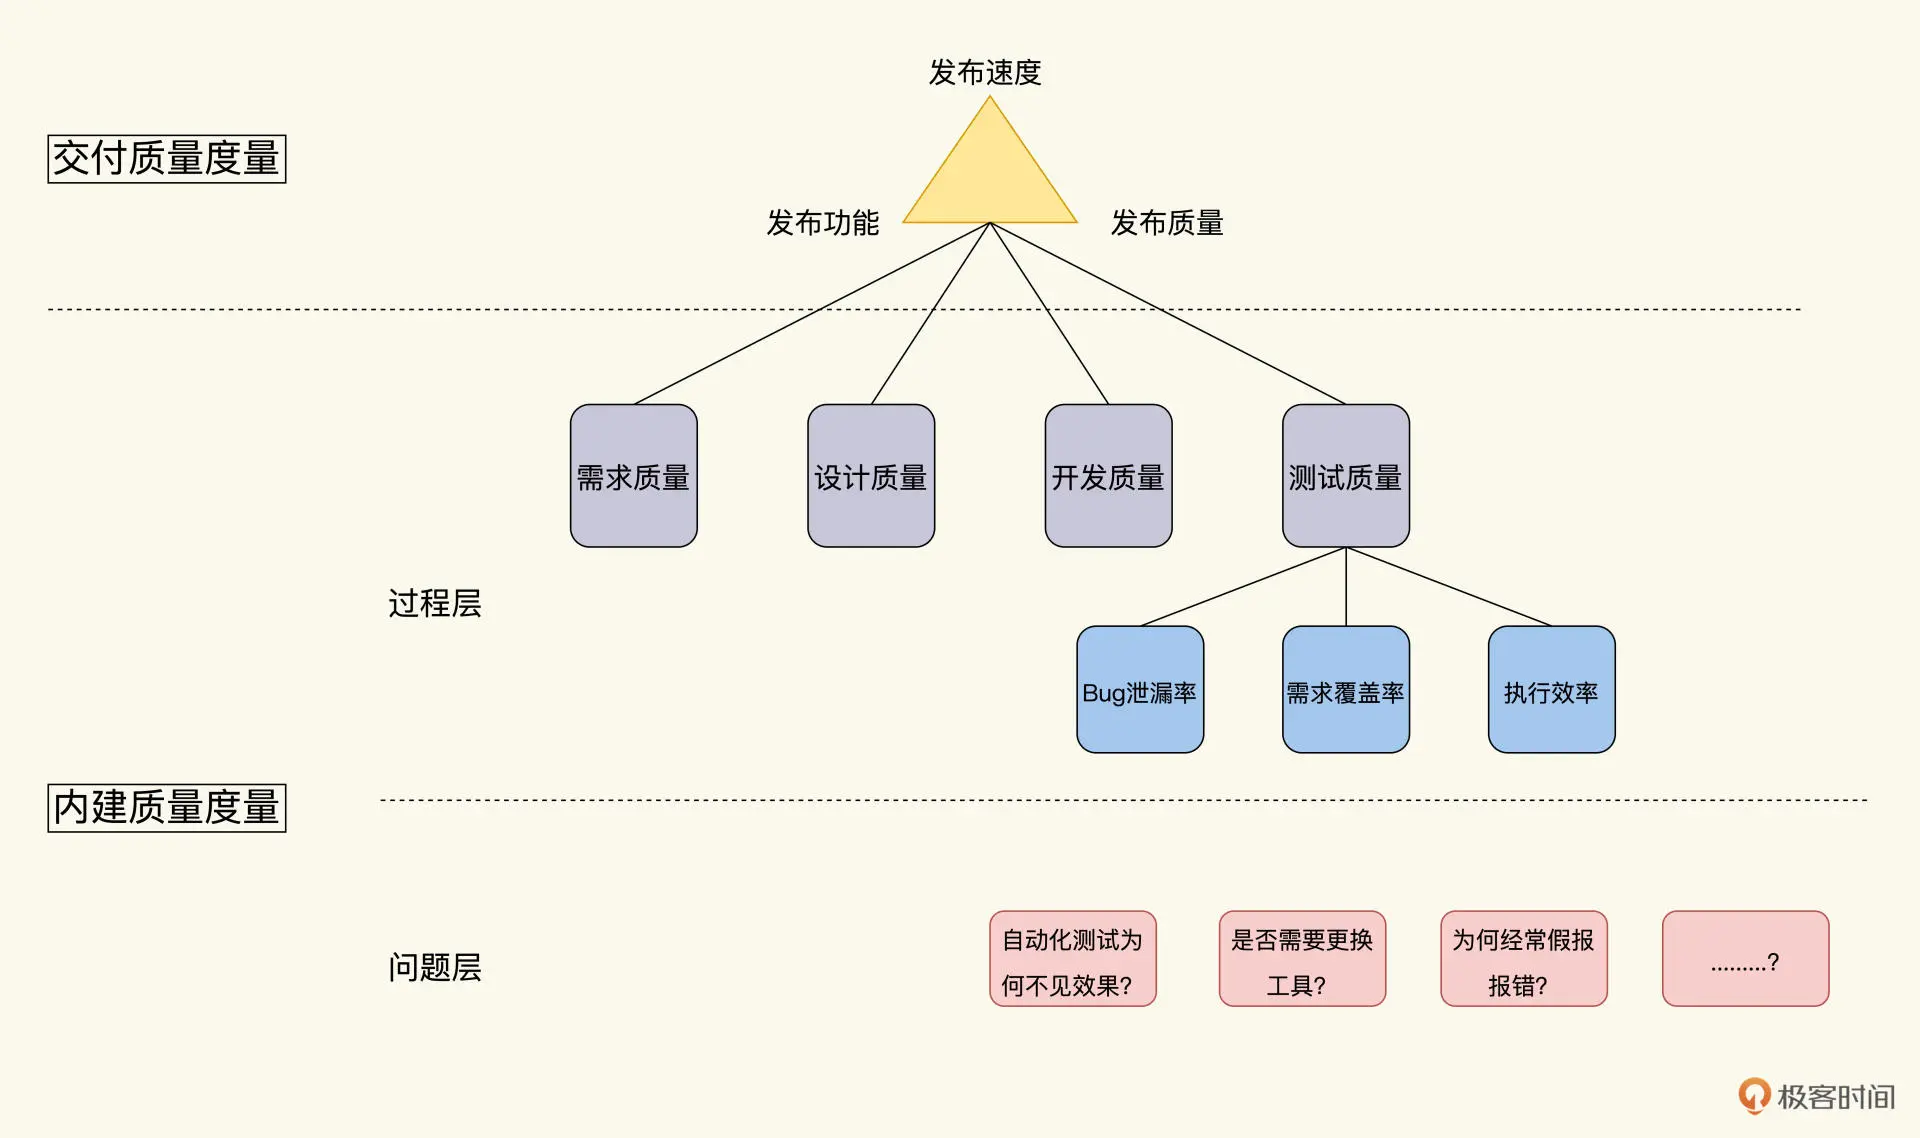 发布速度
交付质量度量
发布功能
发布质量
需求质量
设计质量
开发质量
测试质量
过程层
Bug泄漏率
需求覆盖率
执行效率
内建质量度量
问题层
自动化测试为
何不见效果?
是否需要更换
工具?
为何经常假报
报错?
.........?
极客时间